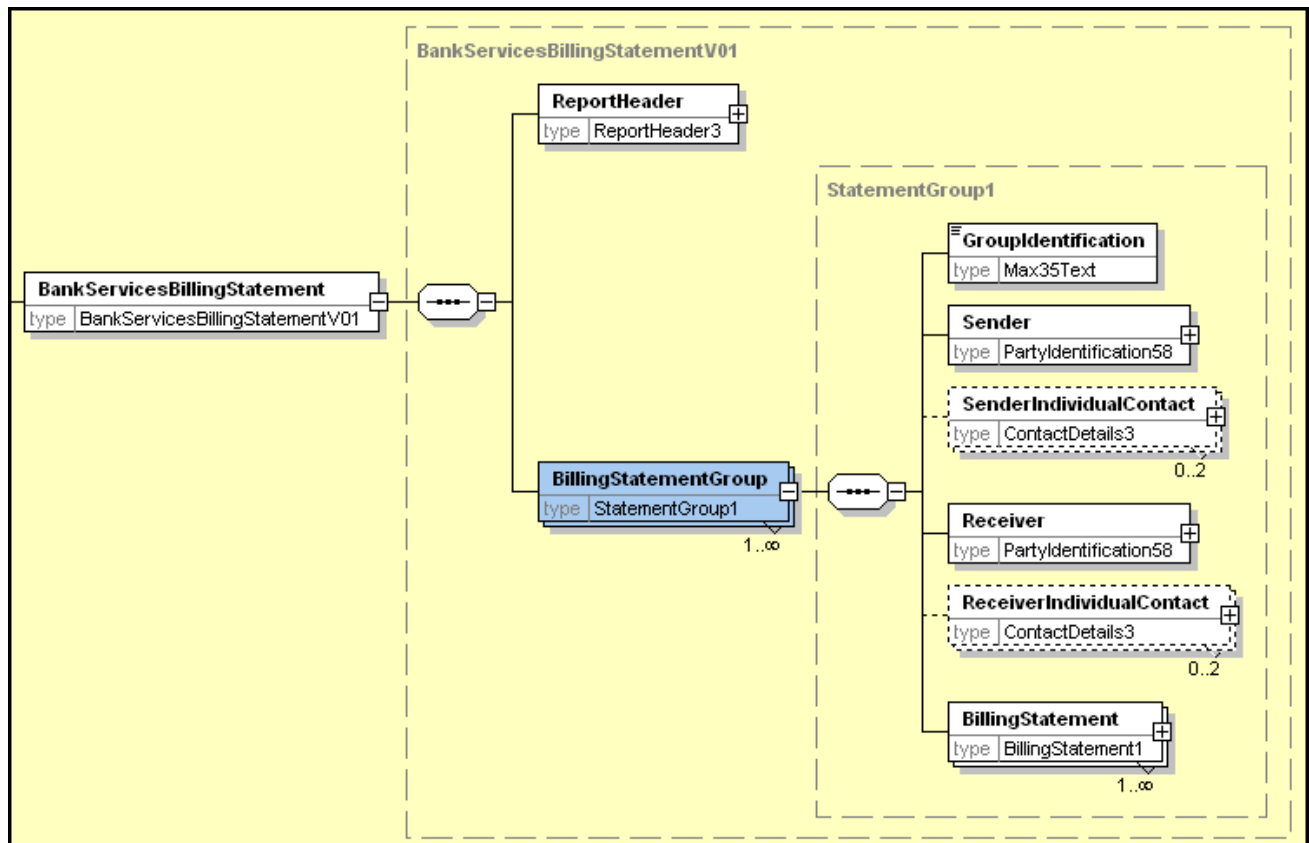 BankServicesBillingStatementV01
ReportHeader
type ReportHeader3
StatementGroup1
GroupIdentification
type Max35Text
BankServicesBillingStatement
type BankServicesBillingStatementV01
Sender
type PartyIdentification58
SenderIndividualContact
type ContactDetails3
0..2
BillingStatementGroup
type StatementGroup1
1..∞
Receiver
type PartyIdentification58
ReceiverIndividualContact
type ContactDetails3
0..2
BillingStatement
type BillingStatement1
1..∞